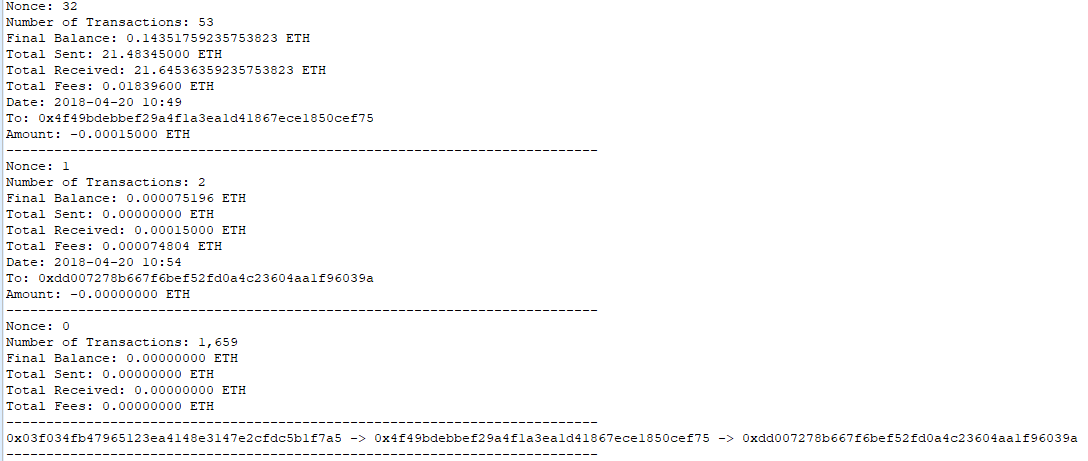 Nonce: 32
Number of Transactions: 53
Final Balance: 0.14351759235753823 ETH
Total Sent: 21.48345000 ETH
Total Received: 21.64536359235753823 ETH
Total Fees: 0.01839600 ETH
Date: 2018-04-20 10:49
To: 0x4f49bdebbef29a4f1a3ea1d41867ece1850cef75
Amount: -0.00015000 ETH
--------------------------------------------------------------------------
Nonce: 1
Number of Transactions: 2
Final Balance: 0.000075196 ETH
Total Sent: 0.00000000 ETH
Total Received: 0.00015000 ETH
Total Fees: 0.000074804 ETH
Date: 2018-04-20 10:54
To: 0xdd007278b667f6bef52fd0a4c23604aa1f96039a
Amount: -0.00000000 ETH
--------------------------------------------------------------------------
Nonce: 0
Number of Transactions: 1,659
Final Balance: 0.00000000 ETH
Total Sent: 0.00000000 ETH
Total Received: 0.00000000 ETH
Total Fees: 0.00000000 ETH
--------------------------------------------------------------------------
0x03f034fb47965123ea4148e3147e2cfdc5b1f7a5 -> 0x4f49bdebbef29a4f1a3ea1d41867ece1850cef75 -> 0xdd007278b667f6bef52fd0a4c23604aa1f96039a
--------------------------------------------------------------------------